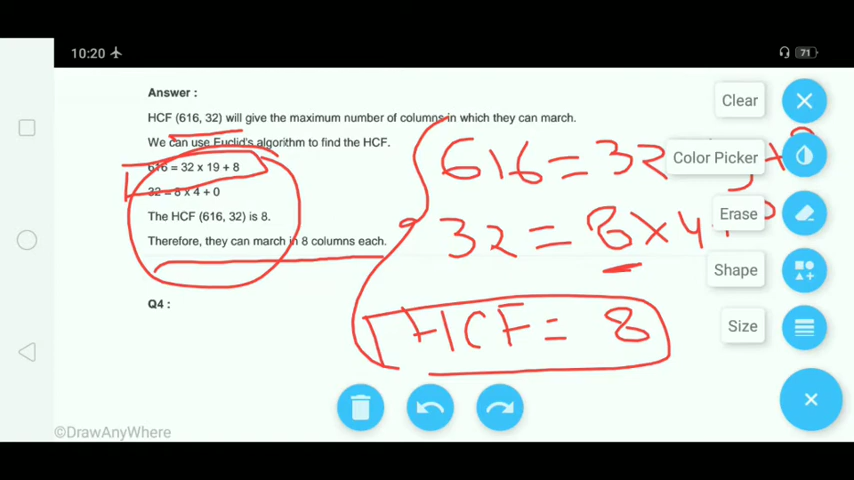 10:20
71
Answer :
HCF (616, 32) will give the maximum number of columns in which they can march.
We can use Euclid's algorithm to find the HCF.
616 = 32 x 19 + 8
32 = 8 x 4 + 0
The HCF (616, 32) is 8.
Therefore, they can march in 8 columns each.
Q4 :
616 = 32
32 = 8 x 4
HCF = 8
Clear
Color Picker
Erase
Shape
Size
©DrawAnyWhere